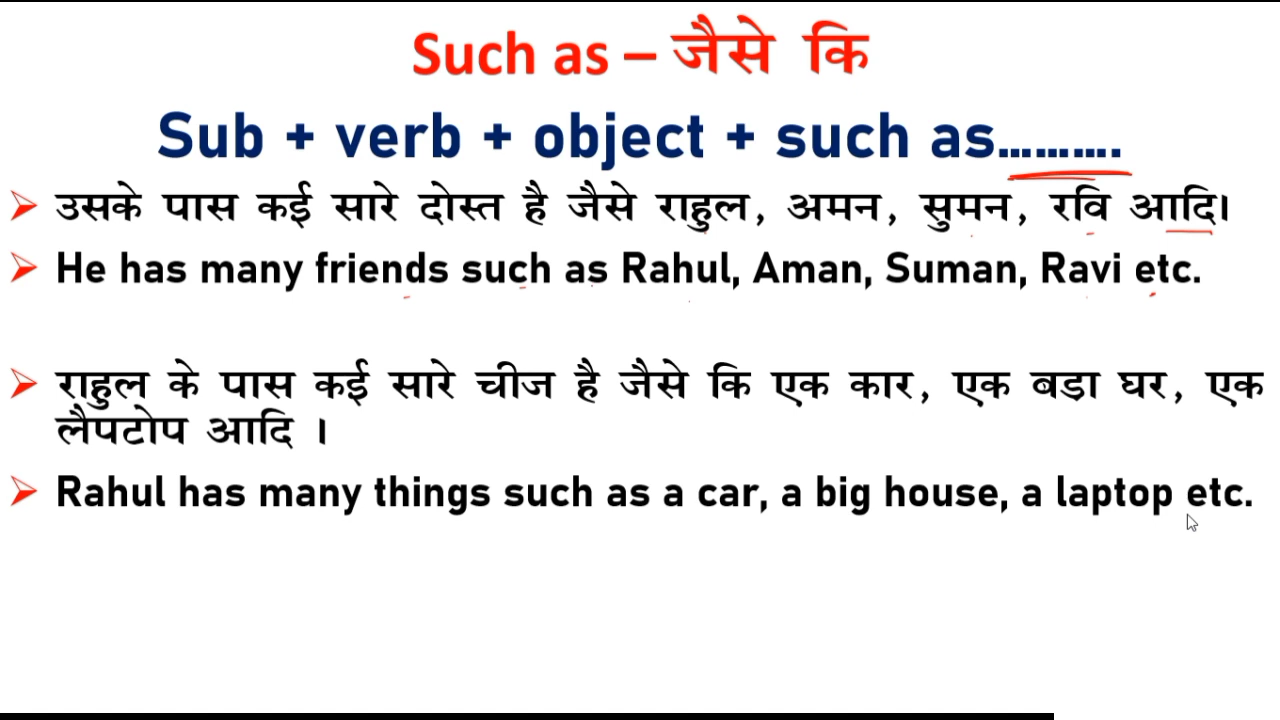 Such as – जैसे कि
Sub + verb + object + such as……….
उसके पास कई सारे दोस्त है जैसे राहुल, अमन, सुमन, रवि आदि।
He has many friends such as Rahul, Aman, Suman, Ravi etc.
राहुल के पास कई सारे चीज है जैसे कि एक कार, एक बडा घर, एक
लैपटोप आदि ।
Rahul has many things such as a car, a big house, a laptop etc.